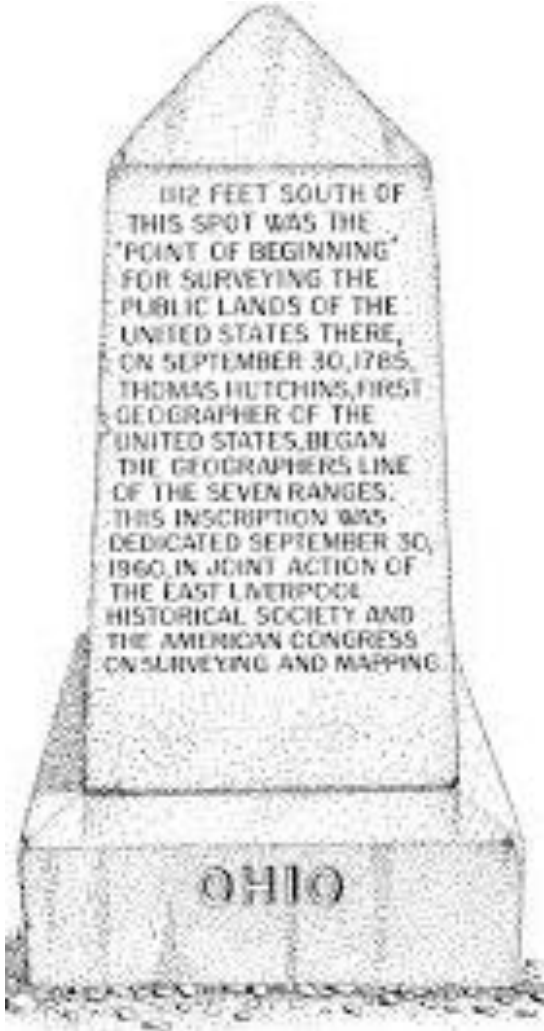 1112 FEET SOUTH OF
THIS SPOT WAS THE
"POINT OF BEGINNING"
FOR SURVEYING THE
PUBLIC LANDS OF THE
UNITED STATES THERE,
ON SEPTEMBER 30, 1785,
THOMAS HUTCHINS, FIRST
GEOGRAPHER OF THE
UNITED STATES, BEGAN
THE GEOGRAPHERS LINE
OF THE SEVEN RANGES.
THIS INSCRIPTION WAS
DEDICATED SEPTEMBER 30,
1960, IN JOINT ACTION OF
THE EAST LIVERPOOL
HISTORICAL SOCIETY AND
THE AMERICAN CONGRESS
ON SURVEYING AND MAPPING
OHIO